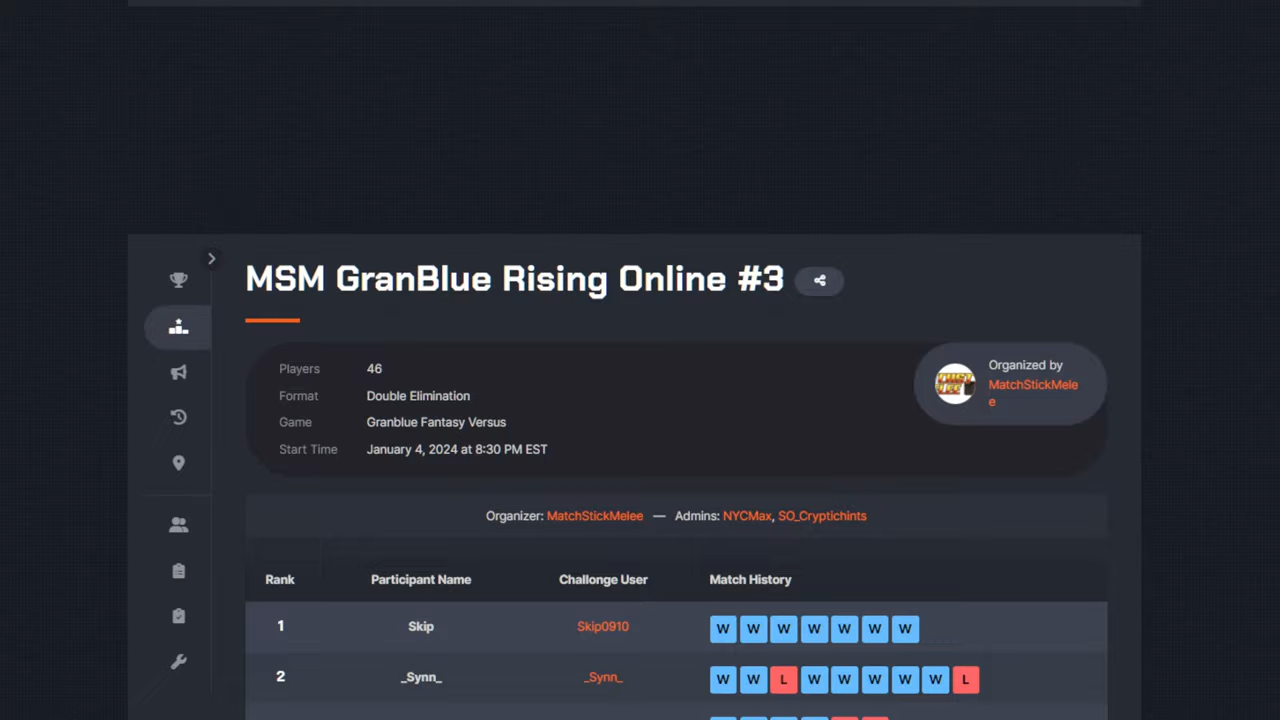 MSM GranBlue Rising Online #3
Players 46
Format Double Elimination
Game Granblue Fantasy Versus
Start Time January 4, 2024 at 8:30 PM EST
Organized by
MatchStickMele
e
Organizer: MatchStickMelee — Admins: NYCMax, SO_Cryptichints
Rank Participant Name Challonge User Match History
1 Skip Skip0910 W W W W W W W
2 _Synn_ _Synn_ W W L W W W W W L